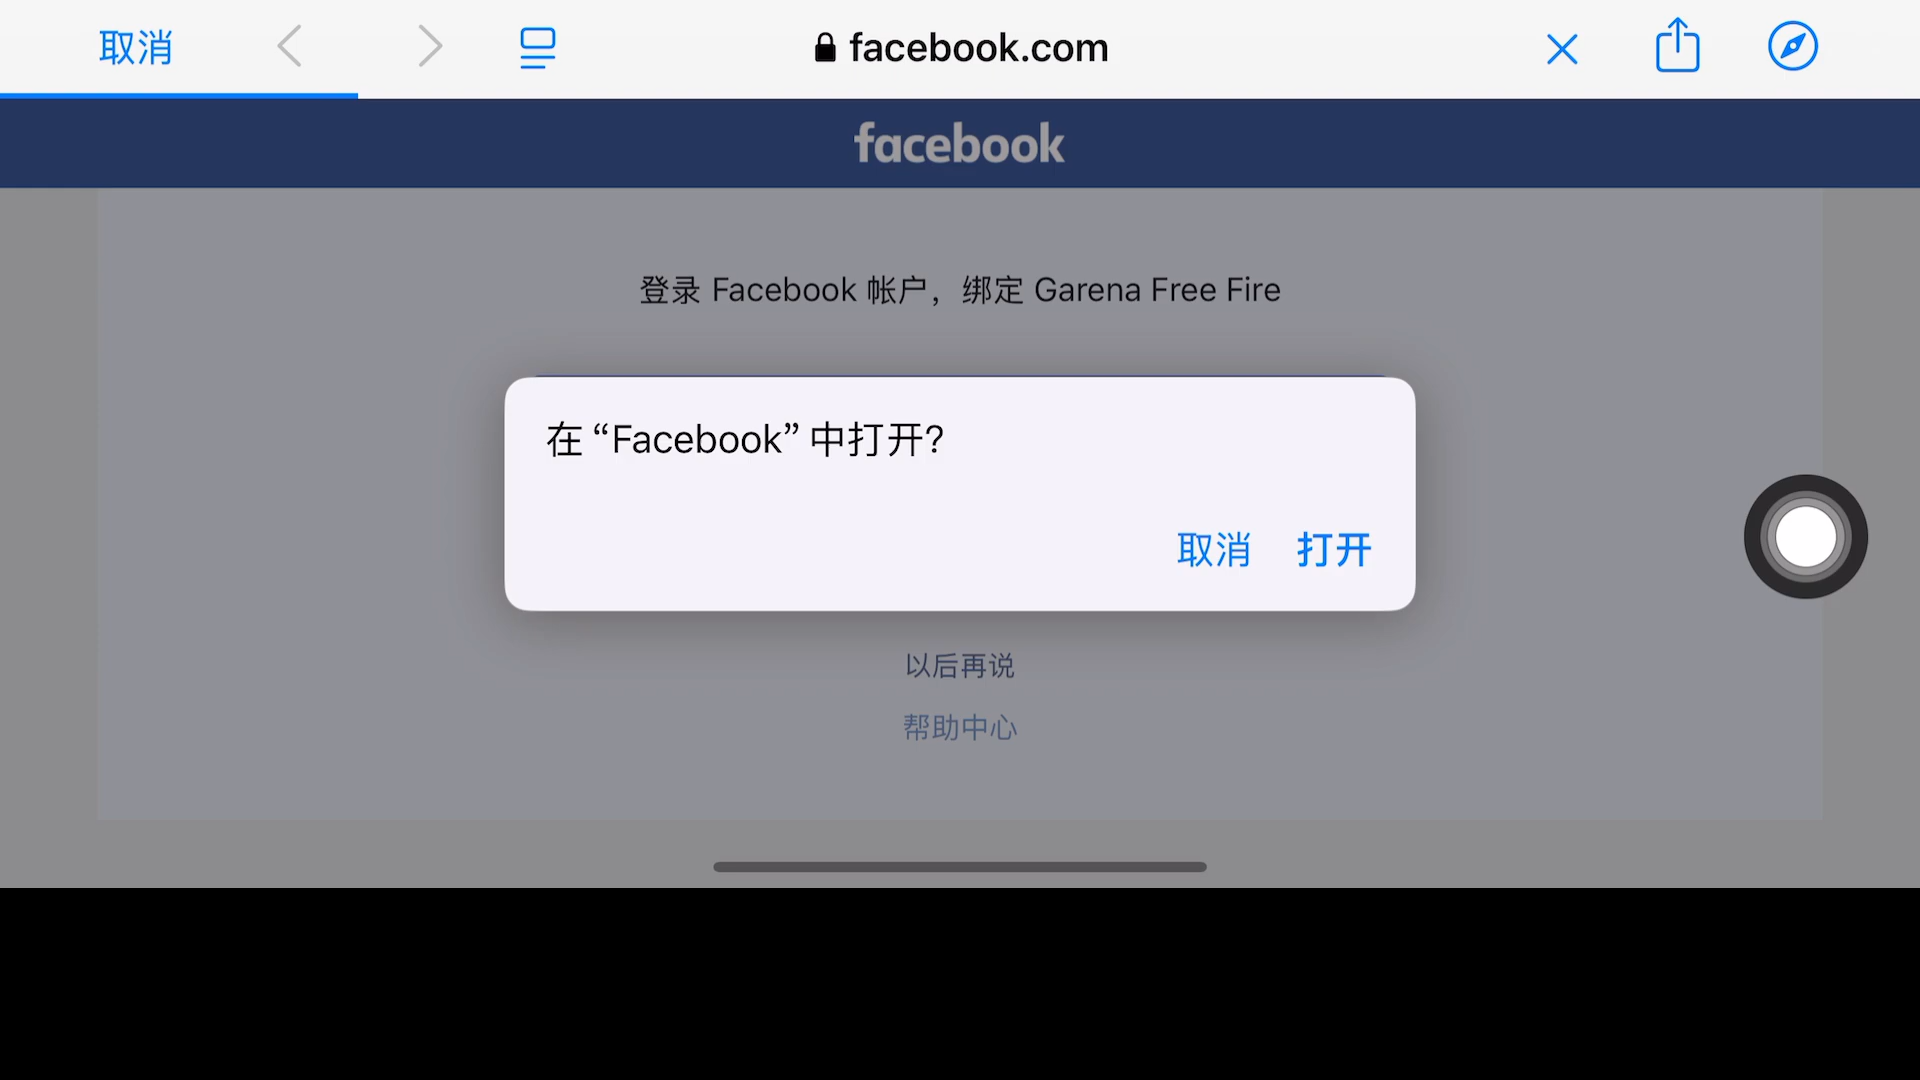 取消
facebook.com
facebook
登录 Facebook 帐户，绑定 Garena Free Fire
在 “Facebook” 中打开?
取消 打开
以后再说
帮助中心